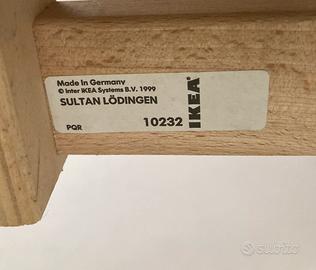 Made in Germany
© Inter IKEA Systems B.V. 1999
SULTAN LÖDINGEN
PQR
10232
IKEA®
subito